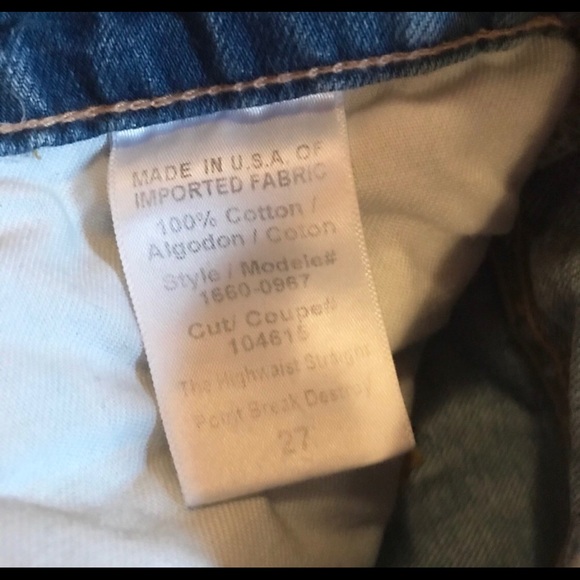 MADE IN U.S.A. OF
IMPORTED FABRIC
100% Cotton /
Algodon / Coton
Style / Modele#
1660-0987
Cut/ Coupe#
104615
The Highwaist Straight
Point Break Destroy
27